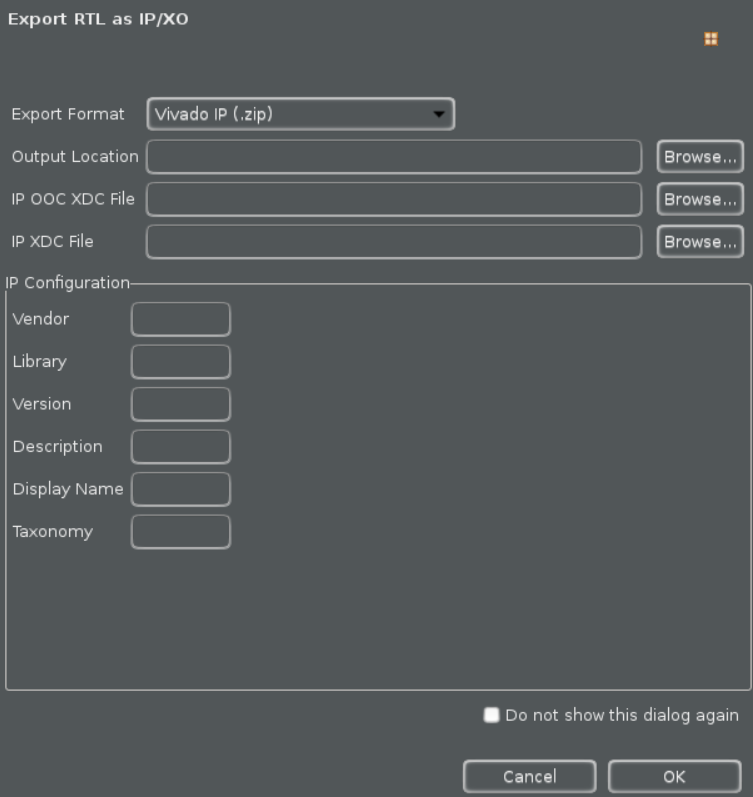 Export RTL as IP/XO
Export Format Vivado IP (.zip)
Output Location Browse...
IP OOC XDC File Browse...
IP XDC File Browse...
IP Configuration
Vendor
Library
Version
Description
Display Name
Taxonomy
Do not show this dialog again
Cancel OK